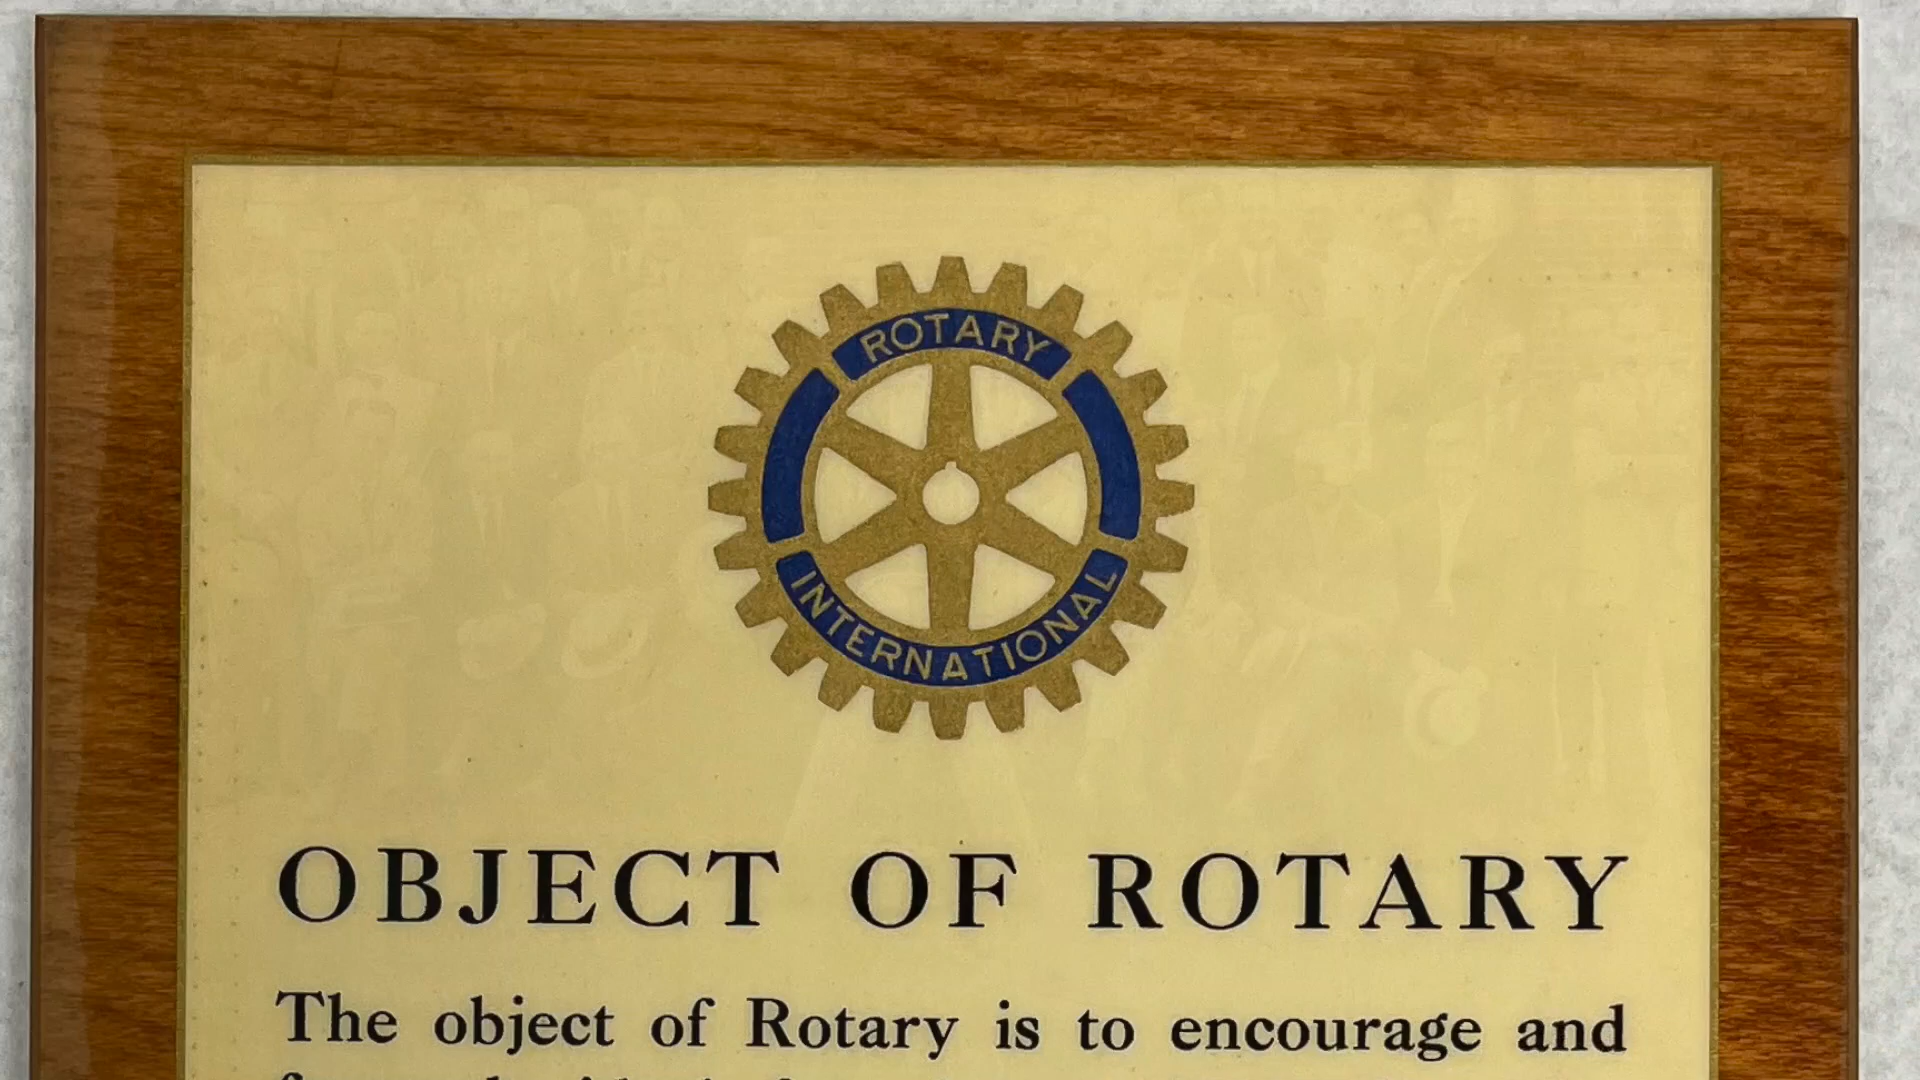 ROTARY
INTERNATIONAL
OBJECT OF ROTARY
The object of Rotary is to encourage and